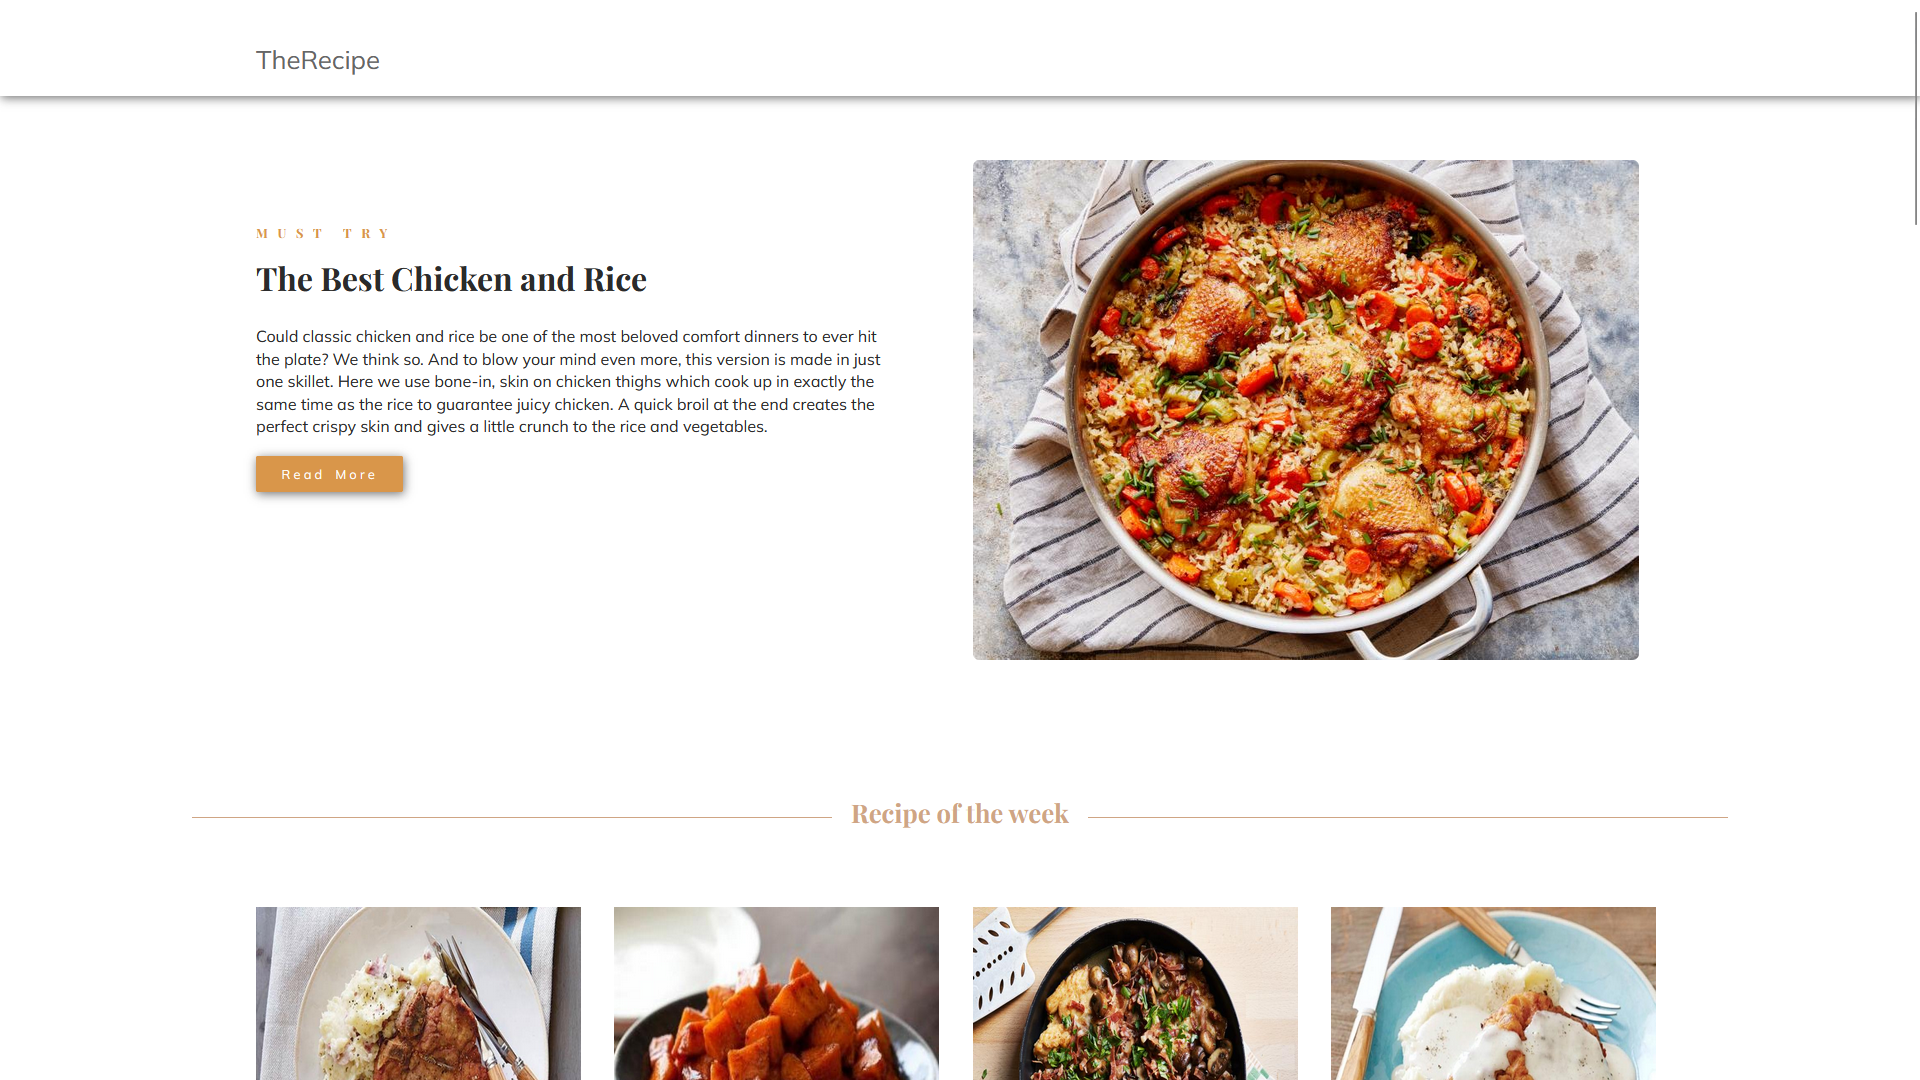 TheRecipe
MUST TRY
The Best Chicken and Rice
Could classic chicken and rice be one of the most beloved comfort dinners to ever hit
the plate? We think so. And to blow your mind even more, this version is made in just
one skillet. Here we use bone-in, skin on chicken thighs which cook up in exactly the
same time as the rice to guarantee juicy chicken. A quick broil at the end creates the
perfect crispy skin and gives a little crunch to the rice and vegetables.
Read More
Recipe of the week